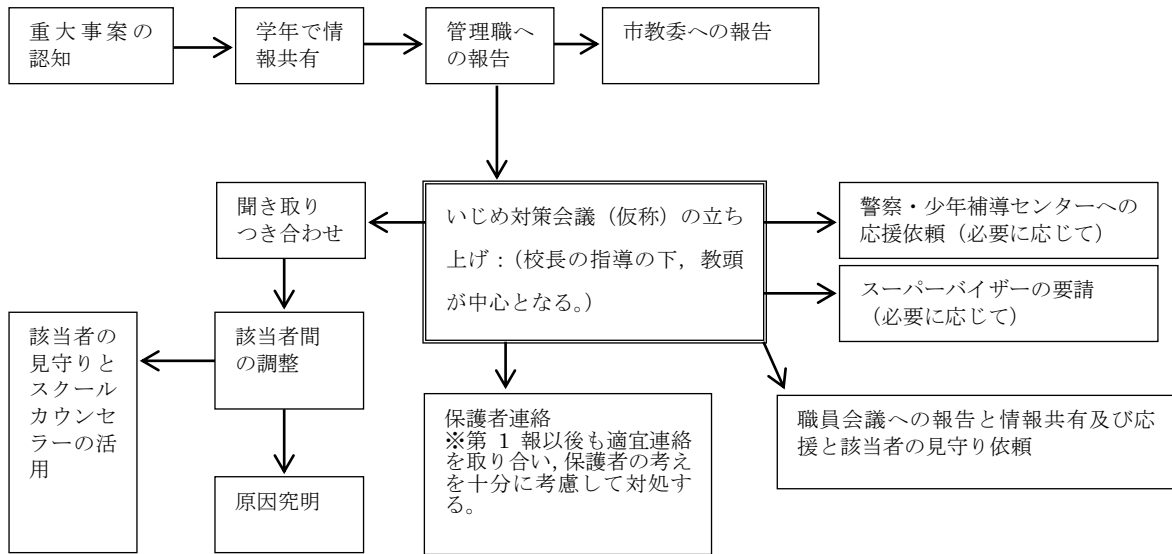 重大事案の
認知
学年で情
報共有
管理職へ
の報告
市教委への報告
聞き取り
つき合わせ
いじめ対策会議（仮称）の立ち
上げ：（校長の指導の下，教頭
が中心となる。）
警察・少年補導センターへの
応援依頼（必要に応じて）
スーパーバイザーの要請
（必要に応じて）
該当者の
見守りと
スクール
カウンセ
ラーの活
用
該当者間
の調整
保護者連絡
※第 1 報以後も適宜連絡
を取り合い，保護者の考え
を十分に考慮して対処す
る。
職員会議への報告と情報共有及び応
援と該当者の見守り依頼
原因究明